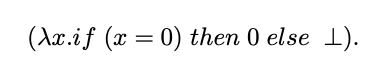 (λx.if (x = 0) then 0 else ⊥).